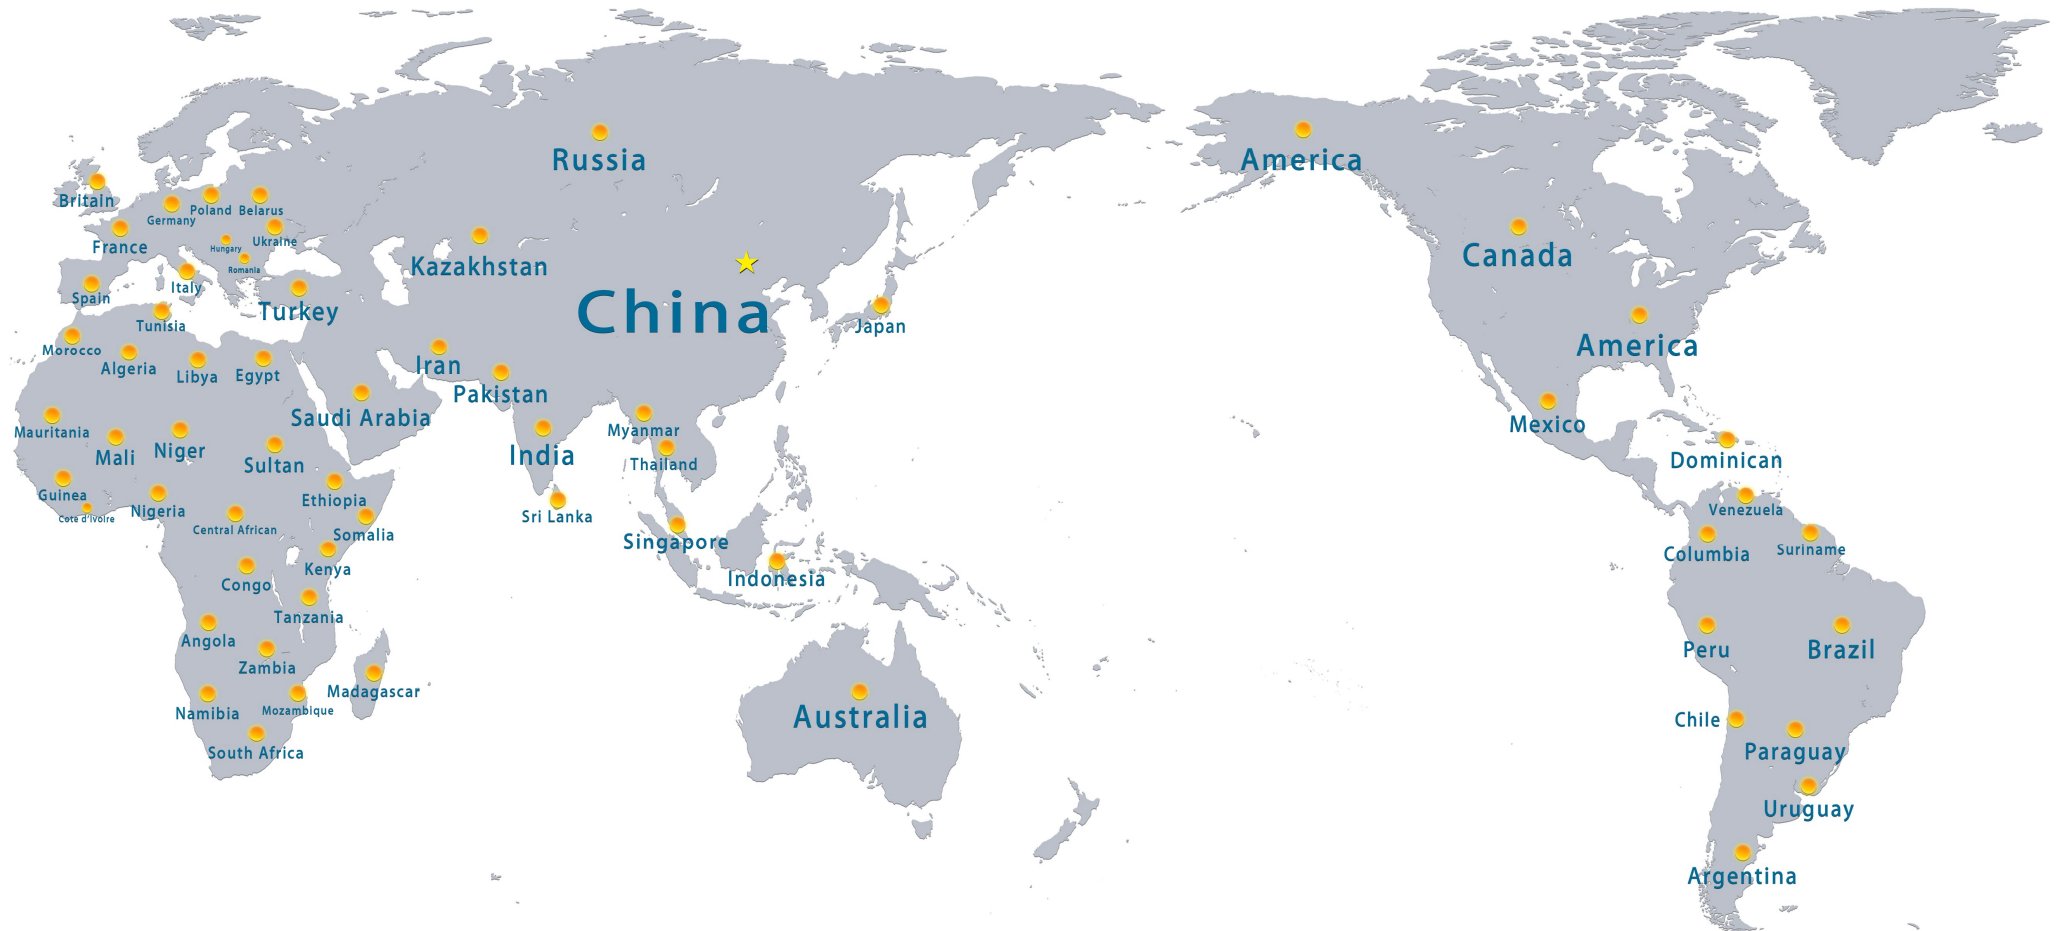 Russia
America
Britain
Germany
Poland
Belarus
France
Hungary
Ukraine
Canada
Kazakhstan
Romania
Spain
Italy
Turkey
China
Tunisia
Japan
America
Morocco
Algeria
Libya
Egypt
Iran
Pakistan
Saudi Arabia
Mexico
Mauritania
Mali
Niger
Sultan
India
Myanmar
Thailand
Dominican
Guinea
Cote d'ivoire
Nigeria
Central African
Ethiopia
Somalia
Sri Lanka
Singapore
Venezuela
Columbia
Suriname
Kenya
Congo
Indonesia
Tanzania
Angola
Zambia
Peru
Brazil
Madagascar
Namibia
Mozambique
Australia
Chile
South Africa
Paraguay
Uruguay
Argentina